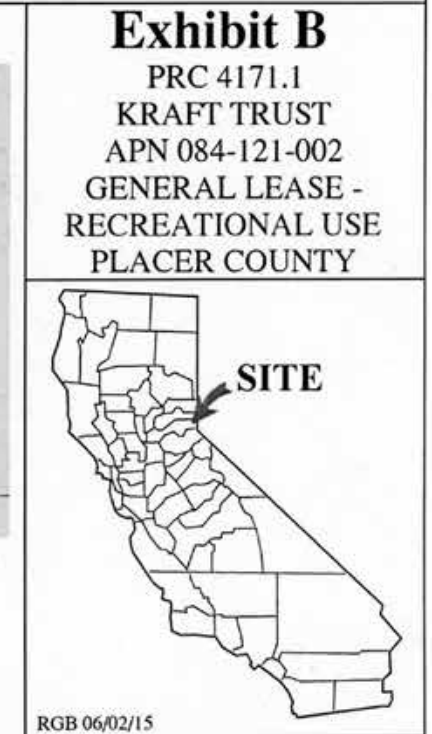 Exhibit B
PRC 4171.1
KRAFT TRUST
APN 084-121-002
GENERAL LEASE -
RECREATIONAL USE
PLACER COUNTY
SITE
RGB 06/02/15